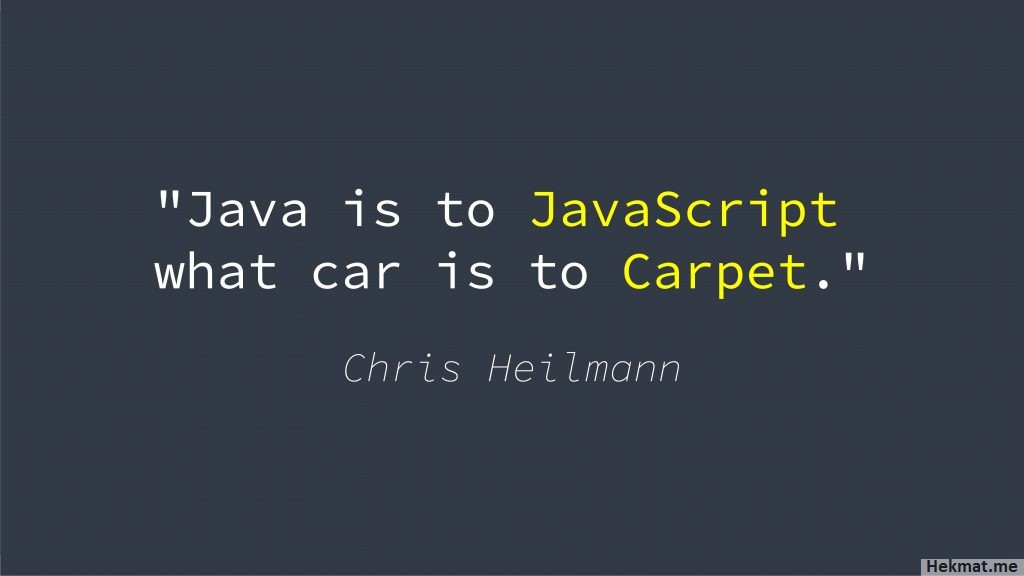 "Java is to JavaScript
what car is to Carpet."
Chris Heilmann
Hekmat.me